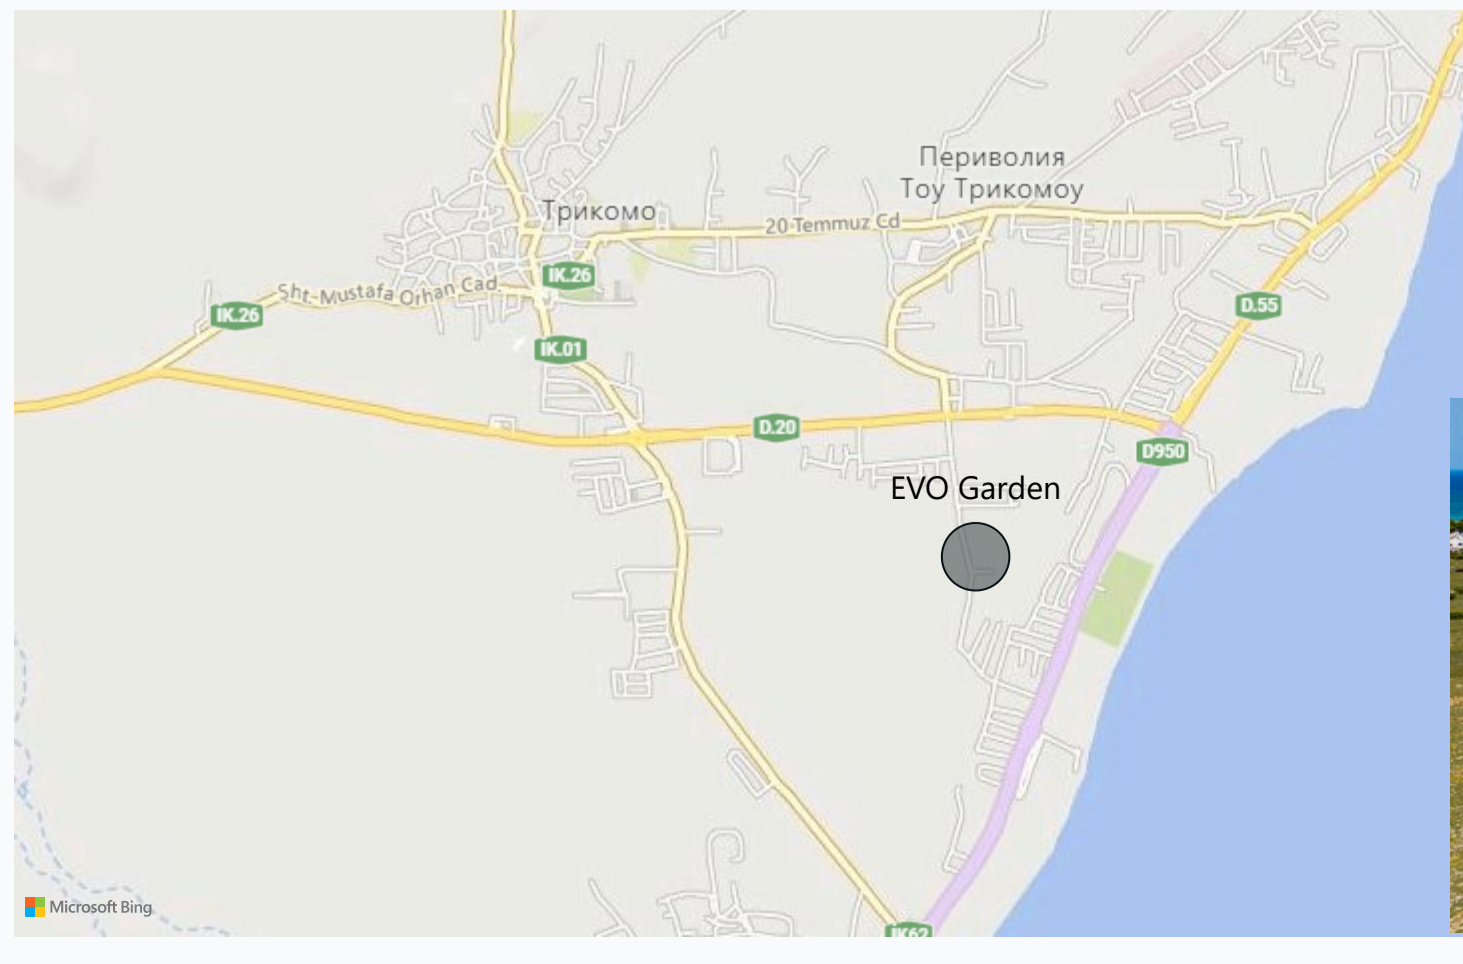 Периволия
Тоу Трикомоу
Трикомо
20 Temmuz Cd
IK.26
Sht.-Mustafa Orhan Cad
IK.26
D.55
IK.01
D.20
D950
EVO Garden
Microsoft Bing
IK62